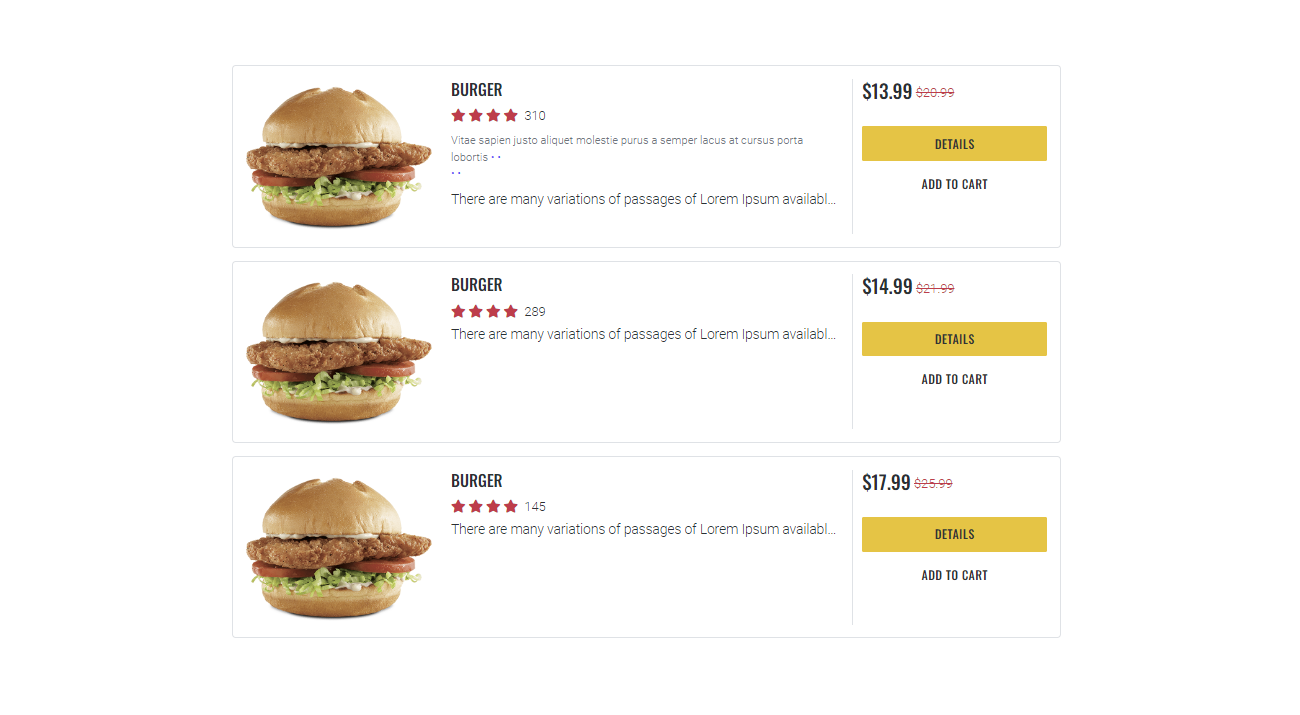 BURGER
310
Vitae sapien justo aliquet molestie purus a semper lacus at cursus porta
lobortis • •
• •
There are many variations of passages of Lorem Ipsum availabl...
$13.99 $20.99
DETAILS
ADD TO CART
BURGER
289
There are many variations of passages of Lorem Ipsum availabl...
$14.99 $21.99
DETAILS
ADD TO CART
BURGER
145
There are many variations of passages of Lorem Ipsum availabl...
$17.99 $25.99
DETAILS
ADD TO CART